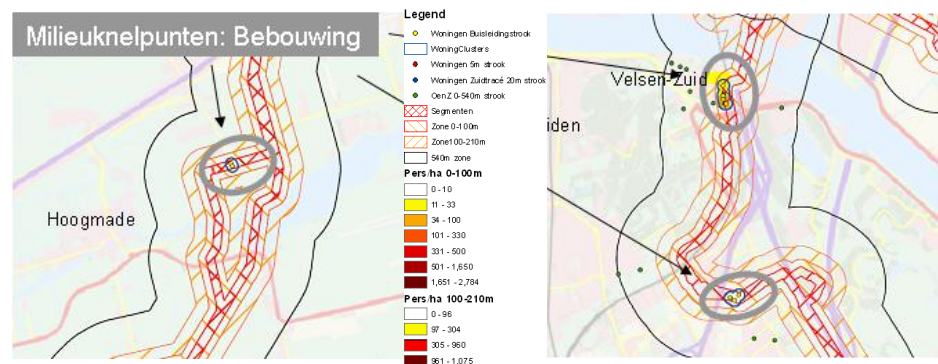 Milieuknelpunten: Bebouwing
Hoogmade
Legend
Woningen Buisleidingstrook
WoningClusters
Woningen 5m strook
Woningen Zuidtracé 20m strook
OenZ 0-540m strook
Segmenten
Zone 0-100m
Zone100-210m
540m zone
Pers/ha 0-100m
0 - 10
11 - 33
34 - 100
101 - 330
331 - 500
501 - 1,650
1,651 - 2,784
Pers/ha 100-210m
0 - 96
97 - 304
305 - 960
961 - 1,075
Velsen-Zuid
iden